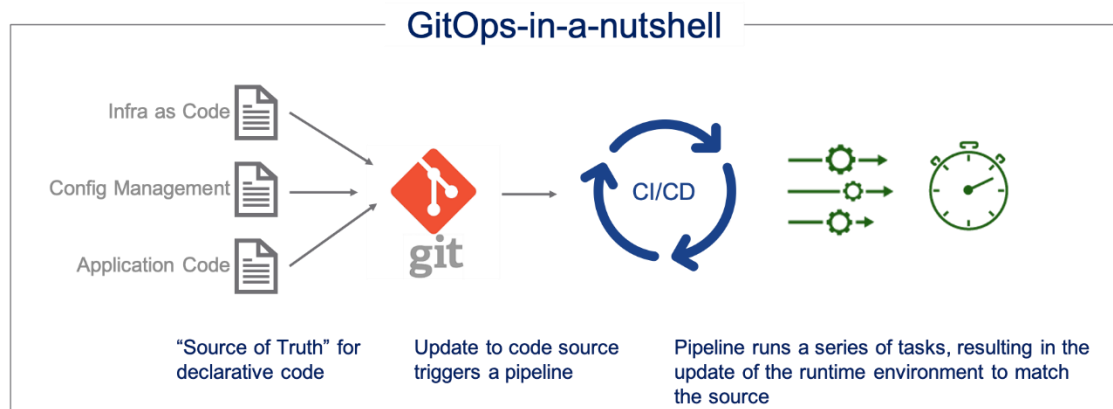 GitOps-in-a-nutshell
Infra as Code
Config Management
Application Code
git
CI/CD
“Source of Truth” for
declarative code
Update to code source
triggers a pipeline
Pipeline runs a series of tasks, resulting in the
update of the runtime environment to match
the source